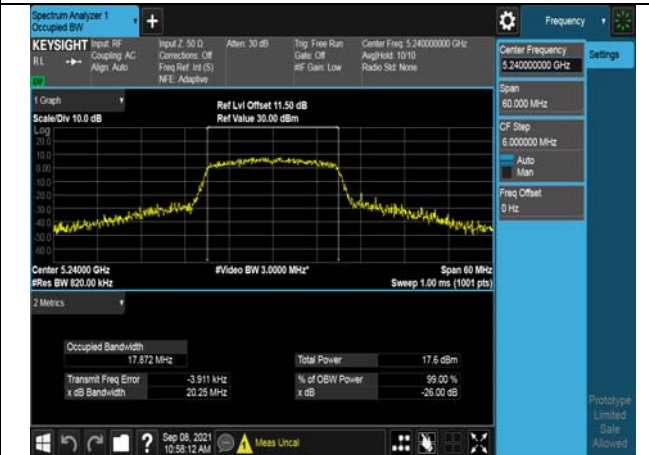 Spectrum Analyzer 1
Occupied BW
+
Frequency
KEYSIGHT
RL
Input: RF
Coupling: AC
Align: Auto
Input Z: 50 Ω
Corrections: Off
Freq Ref: Int (S)
NFE: Adaptive
Atten: 30 dB
Trig: Free Run
Gate: Off
#IF Gain: Low
Center Freq: 5.240000000 GHz
Avg|Hold: 10/10
Radio Std: None
Center Frequency
5.240000000 GHz
Settings
Span
60.000 MHz
CF Step
6.000000 MHz
Auto
Man
Freq Offset
0 Hz
1 Graph
Scale/Div 10.0 dB
Ref Lvl Offset 11.50 dB
Ref Value 30.00 dBm
Log
20.0
10.0
0.00
-10.0
-20.0
-30.0
-40.0
-50.0
-60.0
Center 5.24000 GHz
#Video BW 3.0000 MHz*
Span 60 MHz
#Res BW 820.00 kHz
Sweep 1.00 ms (1001 pts)
2 Metrics
Occupied Bandwidth
17.872 MHz
Total Power 17.6 dBm
Transmit Freq Error -3.911 kHz
% of OBW Power 99.00 %
x dB Bandwidth 20.25 MHz
x dB -26.00 dB
Prototype
Limited
Sale
Allowed
?
Sep 08, 2021
10:58:12 AM
Meas Uncal